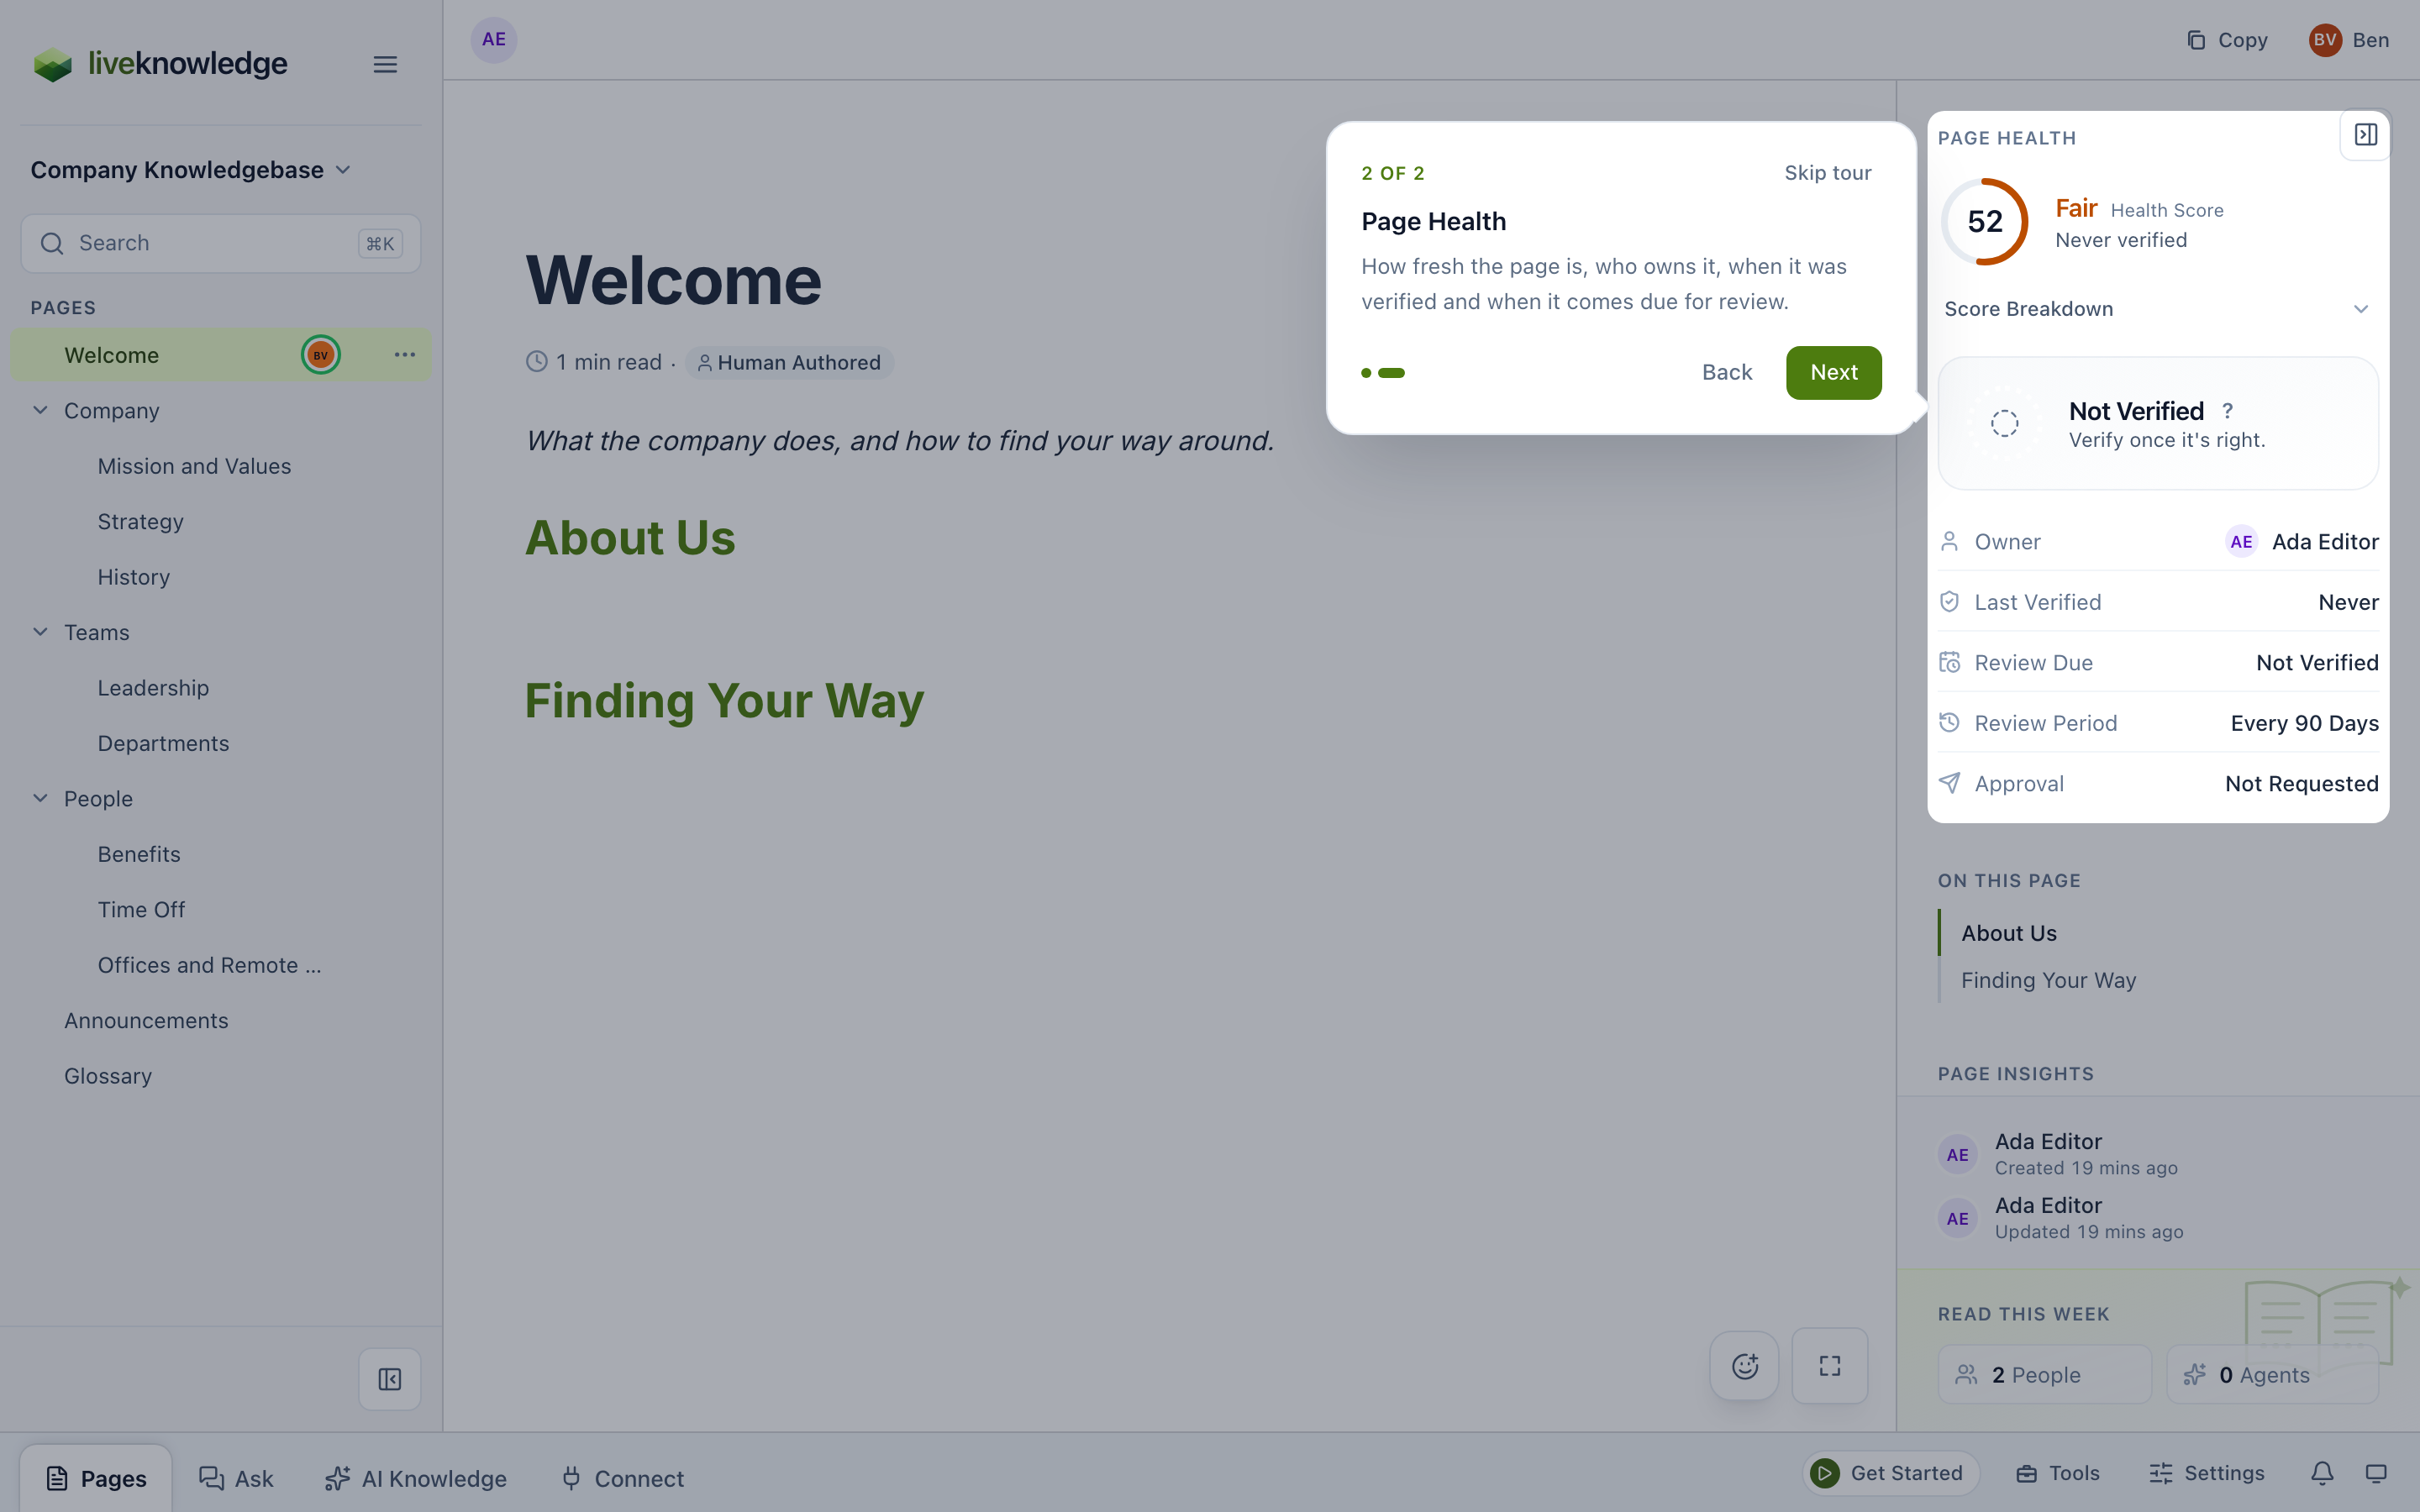 liveknowledge
Company Knowledgebase
Search ⌘K
PAGES
Welcome BV
Company
Mission and Values
Strategy
History
Teams
Leadership
Departments
People
Benefits
Time Off
Offices and Remote ...
Announcements
Glossary
AE
Copy
BV Ben
Welcome
1 min read · Human Authored
What the company does, and how to find your way around.
About Us
Finding Your Way
2 OF 2 Skip tour
Page Health
How fresh the page is, who owns it, when it was
verified and when it comes due for review.
Back Next
PAGE HEALTH
52 Fair Health Score
Never verified
Score Breakdown
Not Verified ?
Verify once it's right.
Owner AE Ada Editor
Last Verified Never
Review Due Not Verified
Review Period Every 90 Days
Approval Not Requested
ON THIS PAGE
About Us
Finding Your Way
PAGE INSIGHTS
AE Ada Editor
Created 19 mins ago
AE Ada Editor
Updated 19 mins ago
READ THIS WEEK
2 People 0 Agents
Pages Ask AI Knowledge Connect
Get Started Tools Settings